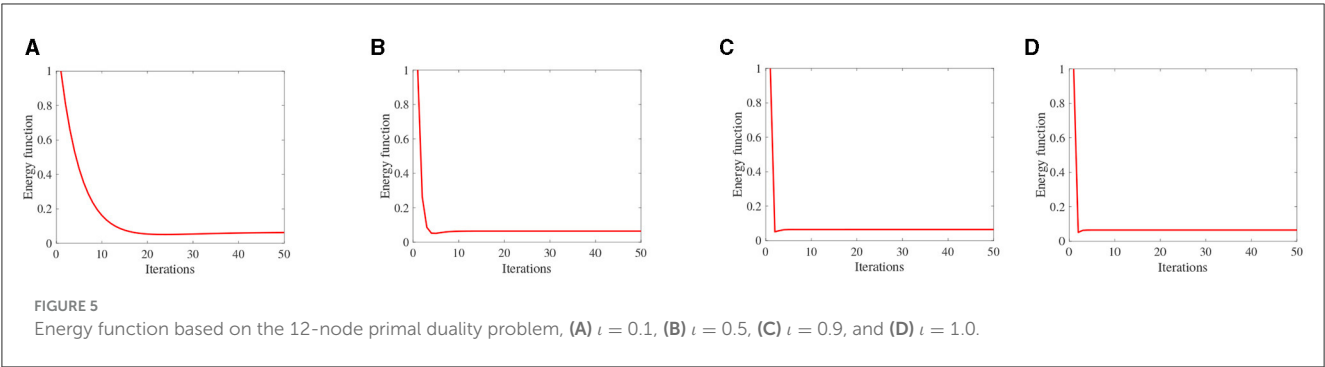 A
1
0.8
0.6
0.4
0.2
0
Energy function
0 10 20 30 40 50
Iterations
B
1
0.8
0.6
0.4
0.2
0
Energy function
0 10 20 30 40 50
Iterations
C
1
0.8
0.6
0.4
0.2
0
Energy function
0 10 20 30 40 50
Iterations
D
1
0.8
0.6
0.4
0.2
0
Energy function
0 10 20 30 40 50
Iterations
FIGURE 5
Energy function based on the 12-node primal duality problem, (A) ι = 0.1, (B) ι = 0.5, (C) ι = 0.9, and (D) ι = 1.0.